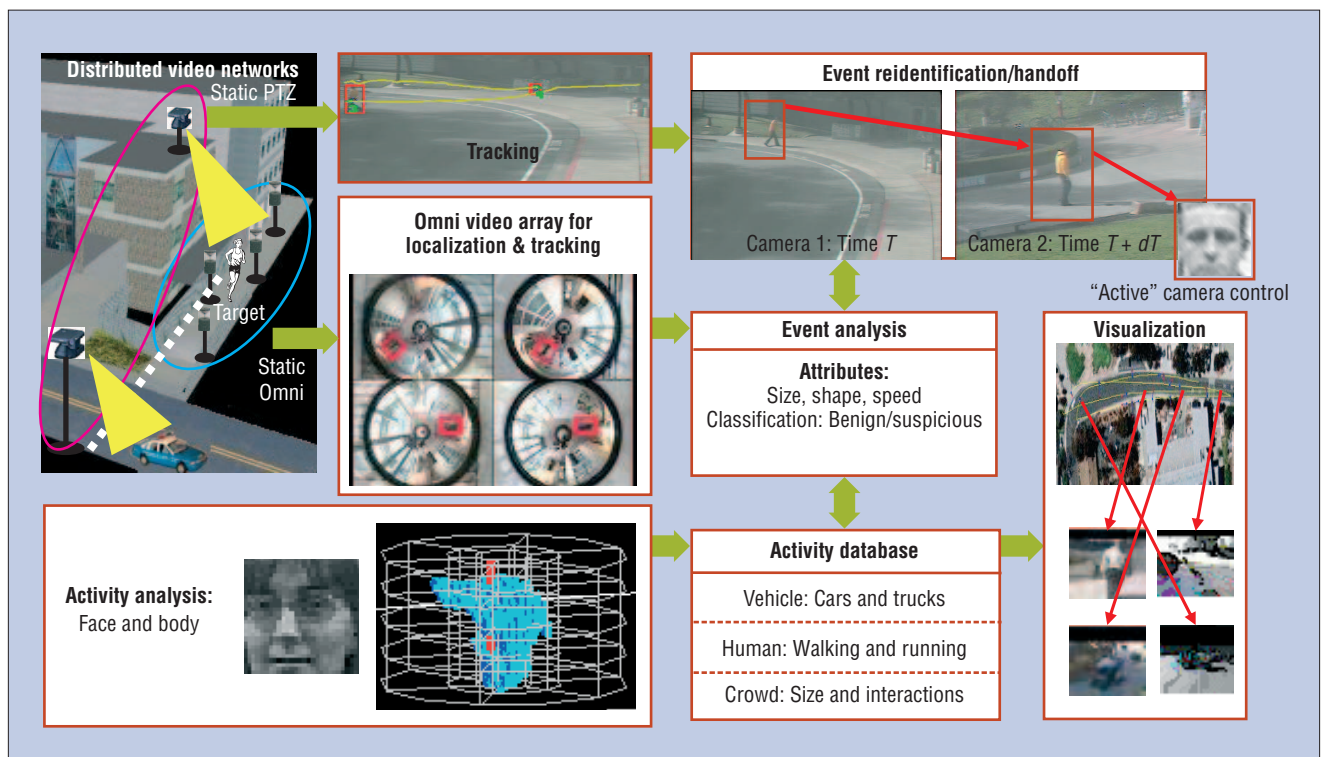 Distributed video networks
Static PTZ
Target
Static
Omni
Tracking
Omni video array for
localization & tracking
Event reidentification/handoff
Camera 1: Time T
Camera 2: Time T + dT
"Active" camera control
Event analysis
Attributes:
Size, shape, speed
Classification: Benign/suspicious
Visualization
Activity analysis:
Face and body
Activity database
Vehicle: Cars and trucks
Human: Walking and running
Crowd: Size and interactions